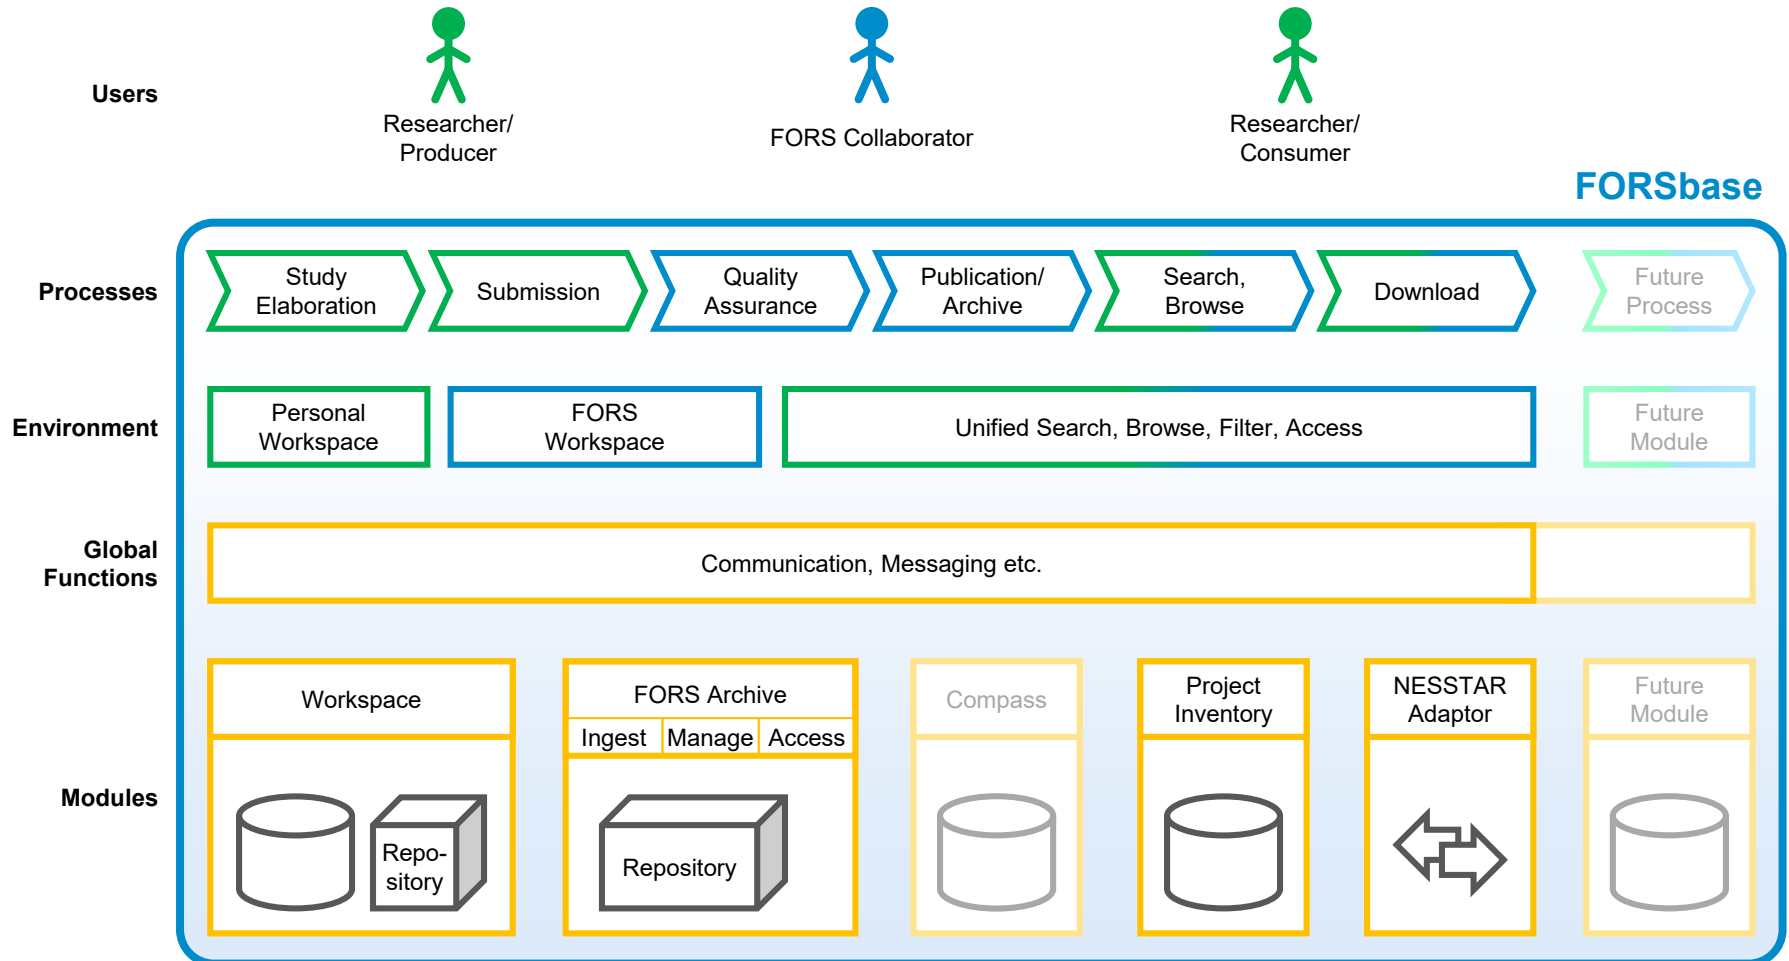 Users
Researcher/
Producer
FORS Collaborator
Researcher/
Consumer
FORSbase
Processes
Study
Elaboration
Submission
Quality
Assurance
Publication/
Archive
Search,
Browse
Download
Future
Process
Environment
Personal
Workspace
FORS
Workspace
Unified Search, Browse, Filter, Access
Future
Module
Global
Functions
Communication, Messaging etc.
Modules
Workspace
Repo-
sitory
FORS Archive
Ingest
Manage
Access
Repository
Compass
Project
Inventory
NESSTAR
Adaptor
Future
Module